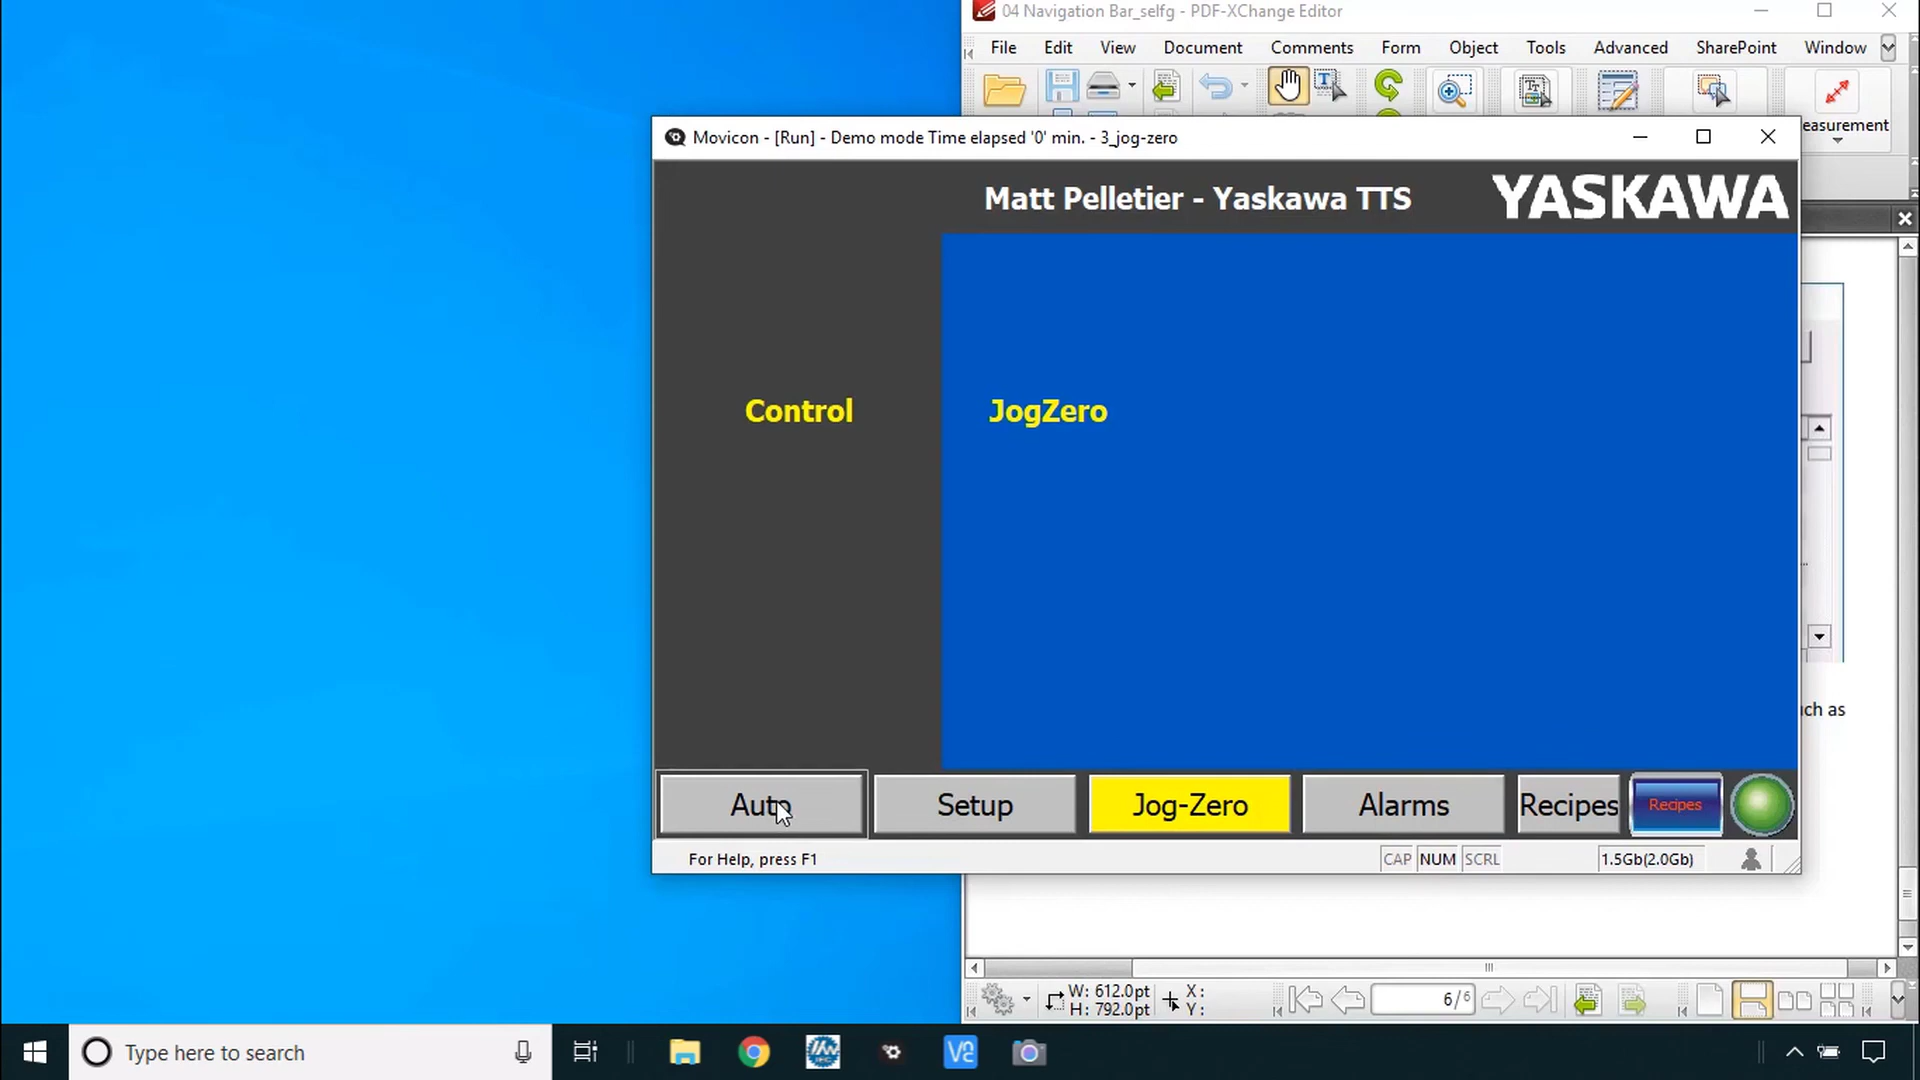 04 Navigation Bar_selfg - PDF-XChange Editor
File Edit View Document Comments Form Object Tools Advanced SharePoint Window
easurement
Movicon - [Run] - Demo mode Time elapsed '0' min. - 3_jog-zero
Matt Pelletier - Yaskawa TTS
YASKAWA
Control
JogZero
uch as
Auto
Setup
Jog-Zero
Alarms
Recipes
Recipes
For Help, press F1
CAP NUM SCRL
1.5Gb(2.0Gb)
W: 612.0pt
H: 792.0pt
X:
Y:
6/6
Type here to search